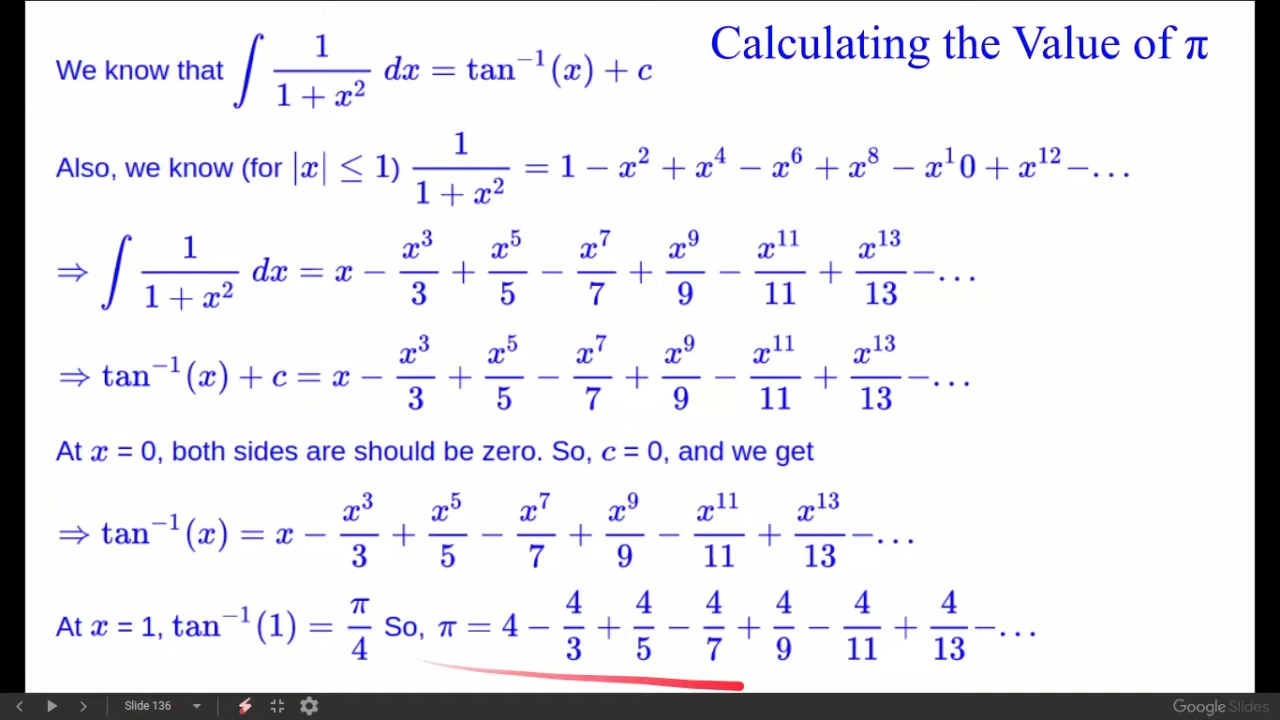 Calculating the Value of π
We know that ∫ 1/(1 + x²) dx = tan⁻¹(x) + c
Also, we know (for |x| ≤ 1) 1/(1 + x²) = 1 − x² + x⁴ − x⁶ + x⁸ − x¹0 + x¹² − …
⇒ ∫ 1/(1 + x²) dx = x − x³/3 + x⁵/5 − x⁷/7 + x⁹/9 − x¹¹/11 + x¹³/13 − …
⇒ tan⁻¹(x) + c = x − x³/3 + x⁵/5 − x⁷/7 + x⁹/9 − x¹¹/11 + x¹³/13 − …
At x = 0, both sides are should be zero. So, c = 0, and we get
⇒ tan⁻¹(x) = x − x³/3 + x⁵/5 − x⁷/7 + x⁹/9 − x¹¹/11 + x¹³/13 − …
At x = 1, tan⁻¹(1) = π/4 So, π = 4 − 4/3 + 4/5 − 4/7 + 4/9 − 4/11 + 4/13 − …
Slide 136
Google Slides